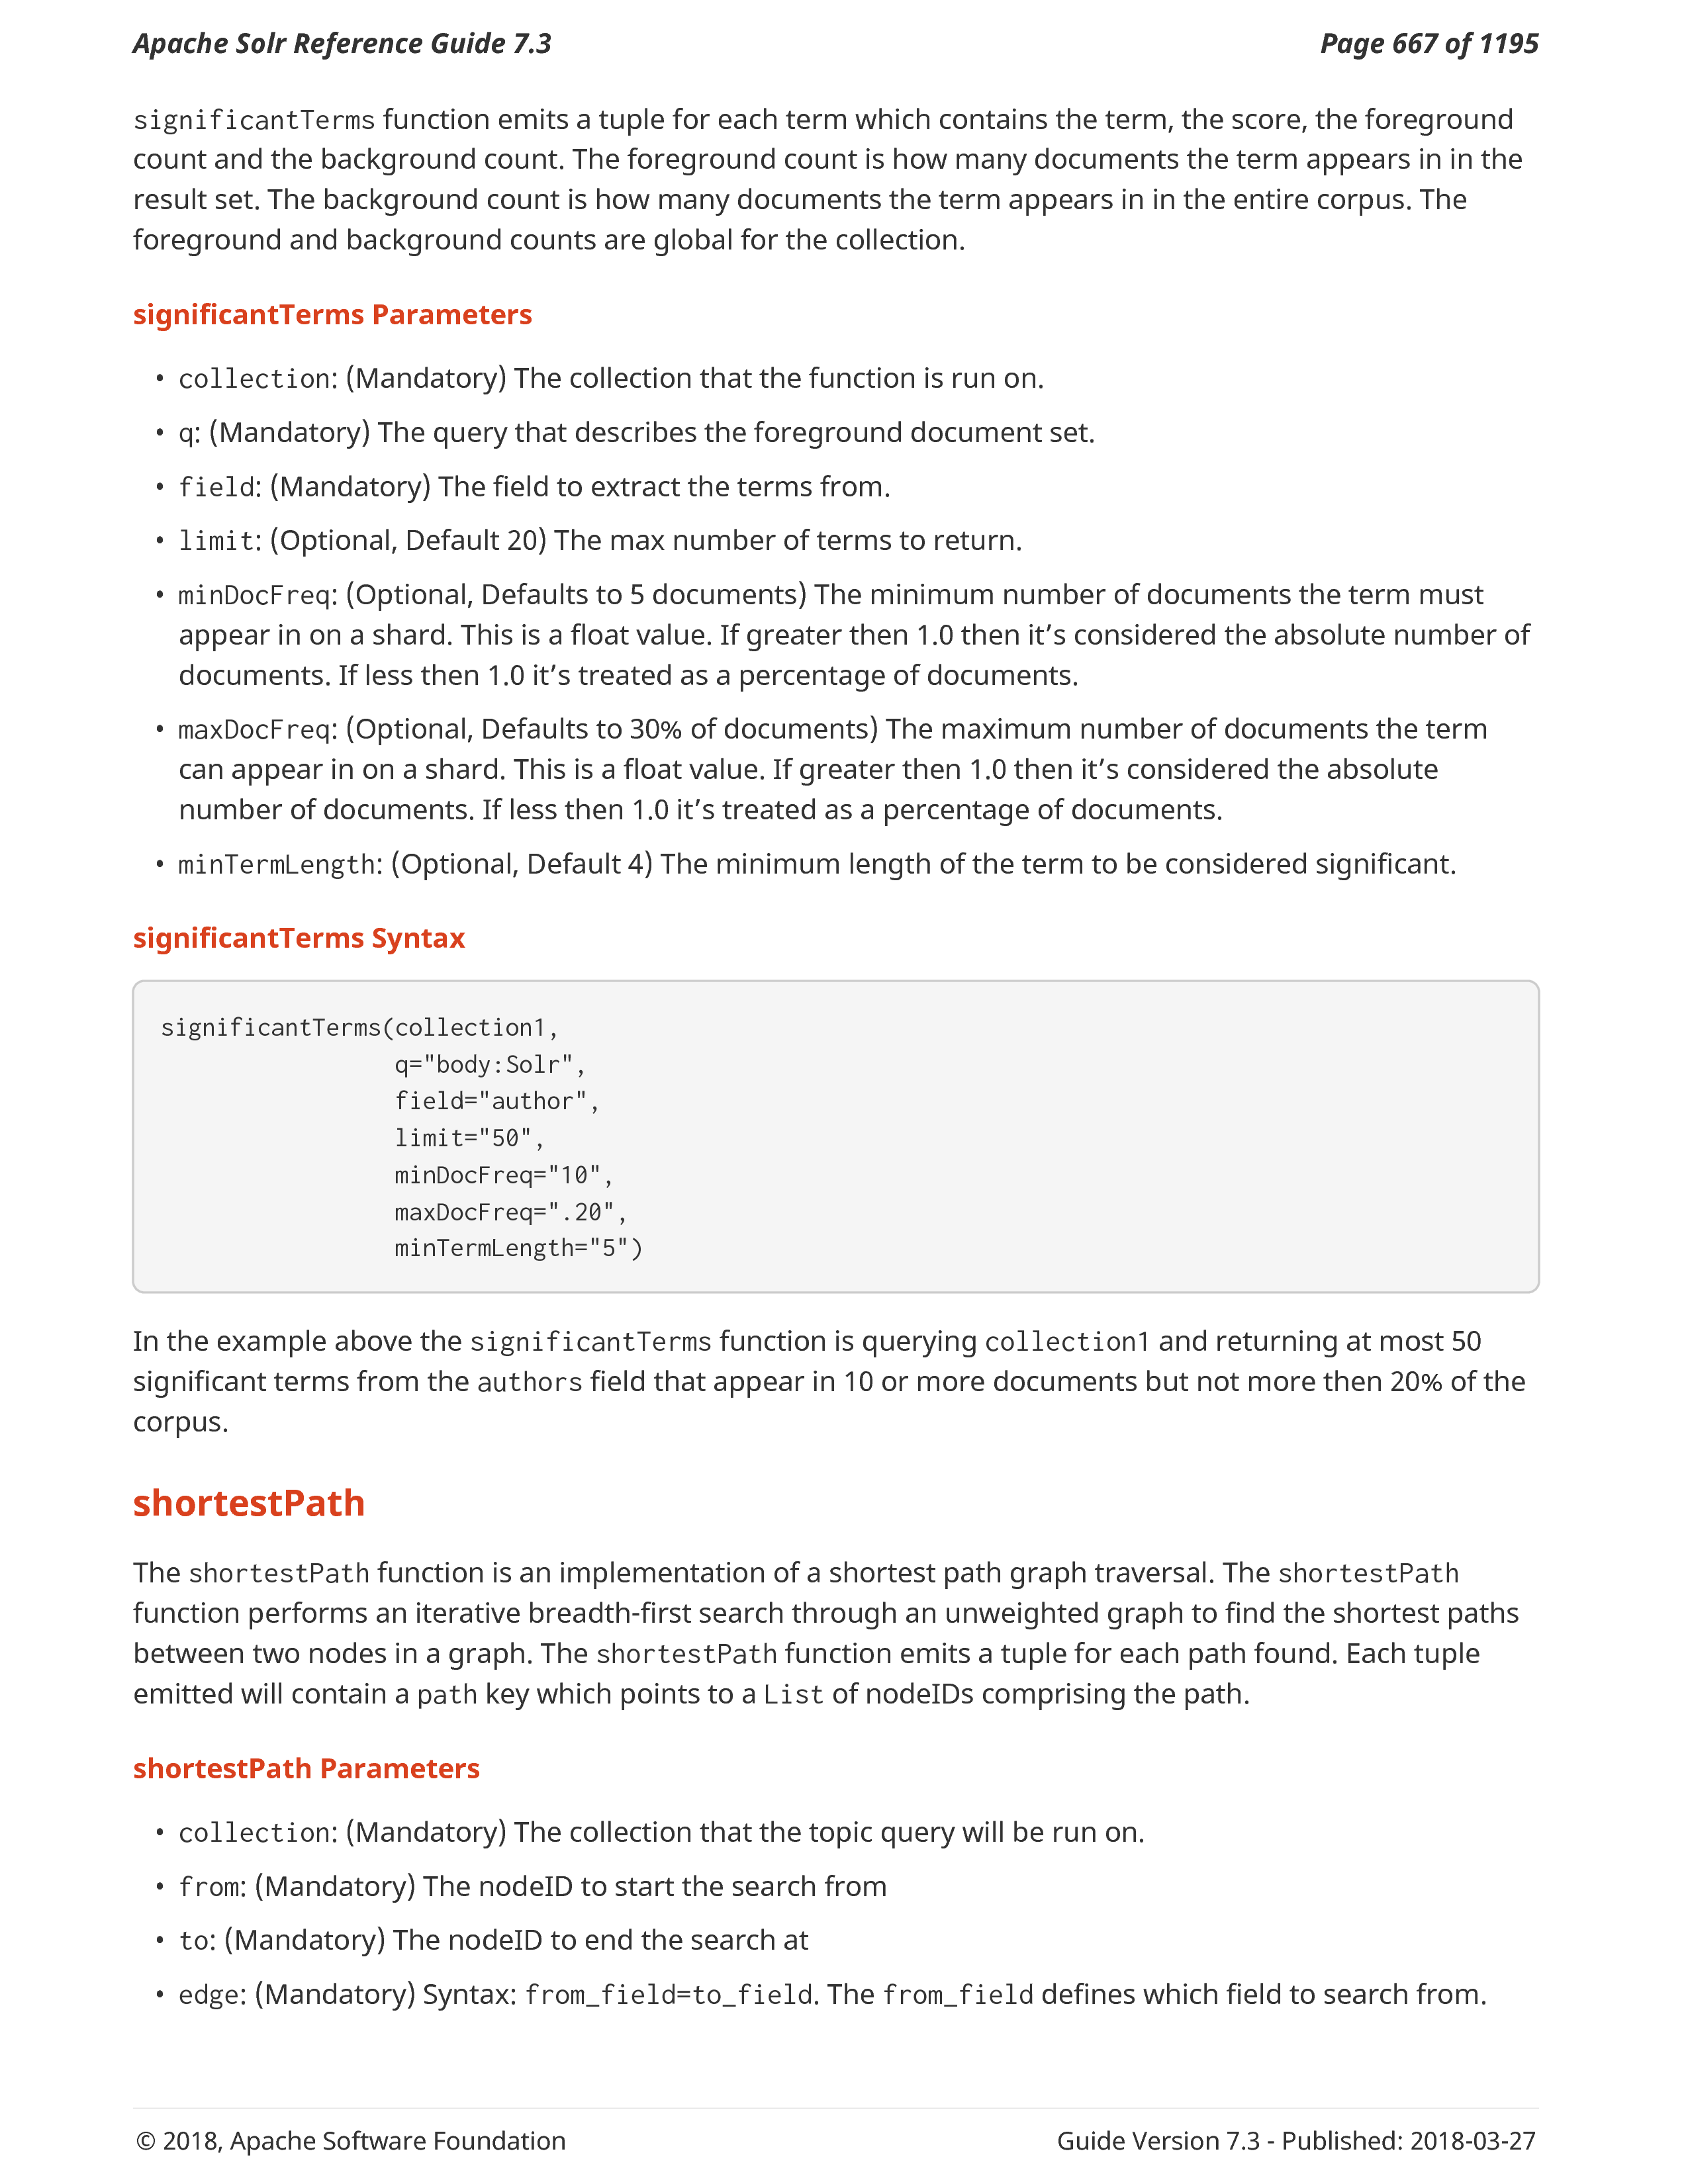 Apache Solr Reference Guide 7.3
Page 667 of 1195
significantTerms function emits a tuple for each term which contains the term, the score, the foreground
count and the background count. The foreground count is how many documents the term appears in in the
result set. The background count is how many documents the term appears in in the entire corpus. The
foreground and background counts are global for the collection.
significantTerms Parameters
• collection: (Mandatory) The collection that the function is run on.
• q: (Mandatory) The query that describes the foreground document set.
• field: (Mandatory) The field to extract the terms from.
• limit: (Optional, Default 20) The max number of terms to return.
• minDocFreq: (Optional, Defaults to 5 documents) The minimum number of documents the term must
appear in on a shard. This is a float value. If greater then 1.0 then it’s considered the absolute number of
documents. If less then 1.0 it’s treated as a percentage of documents.
• maxDocFreq: (Optional, Defaults to 30% of documents) The maximum number of documents the term
can appear in on a shard. This is a float value. If greater then 1.0 then it’s considered the absolute
number of documents. If less then 1.0 it’s treated as a percentage of documents.
• minTermLength: (Optional, Default 4) The minimum length of the term to be considered significant.
significantTerms Syntax
significantTerms(collection1,
q="body:Solr",
field="author",
limit="50",
minDocFreq="10",
maxDocFreq=".20",
minTermLength="5")
In the example above the significantTerms function is querying collection1 and returning at most 50
significant terms from the authors field that appear in 10 or more documents but not more then 20% of the
corpus.
shortestPath
The shortestPath function is an implementation of a shortest path graph traversal. The shortestPath
function performs an iterative breadth-first search through an unweighted graph to find the shortest paths
between two nodes in a graph. The shortestPath function emits a tuple for each path found. Each tuple
emitted will contain a path key which points to a List of nodeIDs comprising the path.
shortestPath Parameters
• collection: (Mandatory) The collection that the topic query will be run on.
• from: (Mandatory) The nodeID to start the search from
• to: (Mandatory) The nodeID to end the search at
• edge: (Mandatory) Syntax: from_field=to_field. The from_field defines which field to search from.
© 2018, Apache Software Foundation
Guide Version 7.3 - Published: 2018-03-27